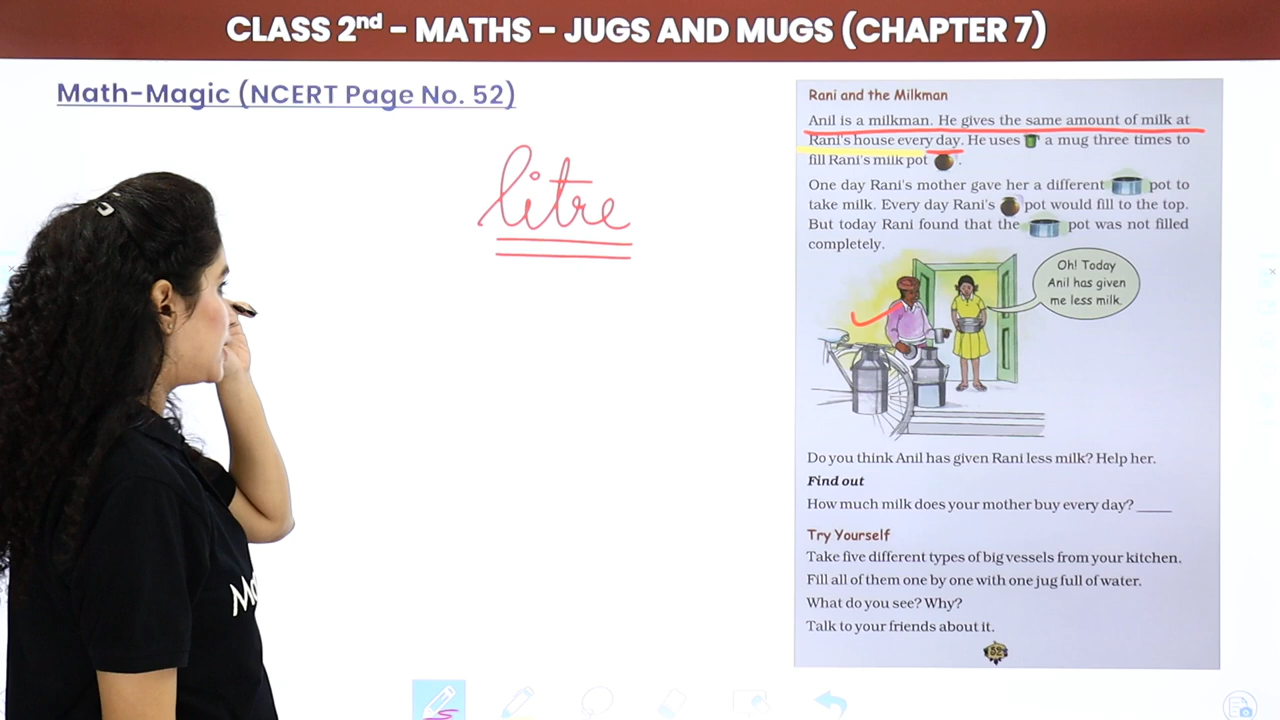 CLASS 2nd - MATHS - JUGS AND MUGS (CHAPTER 7)
Math-Magic (NCERT Page No. 52)
litre
Rani and the Milkman
Anil is a milkman. He gives the same amount of milk at
Rani's house every day. He uses a mug three times to
fill Rani's milk pot .
One day Rani's mother gave her a different pot to
take milk. Every day Rani's pot would fill to the top.
But today Rani found that the pot was not filled
completely.
Oh! Today
Anil has given
me less milk.
Do you think Anil has given Rani less milk? Help her.
Find out
How much milk does your mother buy every day? _____
Try Yourself
Take five different types of big vessels from your kitchen.
Fill all of them one by one with one jug full of water.
What do you see? Why?
Talk to your friends about it.
52